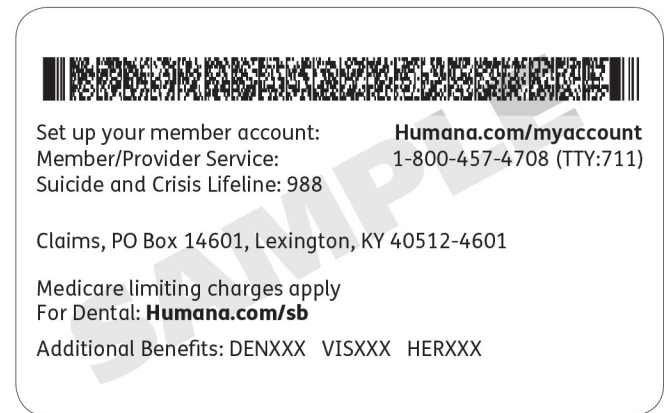 Set up your member account: Humana.com/myaccount
Member/Provider Service: 1-800-457-4708 (TTY:711)
Suicide and Crisis Lifeline: 988
Claims, PO Box 14601, Lexington, KY 40512-4601
Medicare limiting charges apply
For Dental: Humana.com/sb
Additional Benefits: DENXXX VISXXX HERXXX
SAMPLE